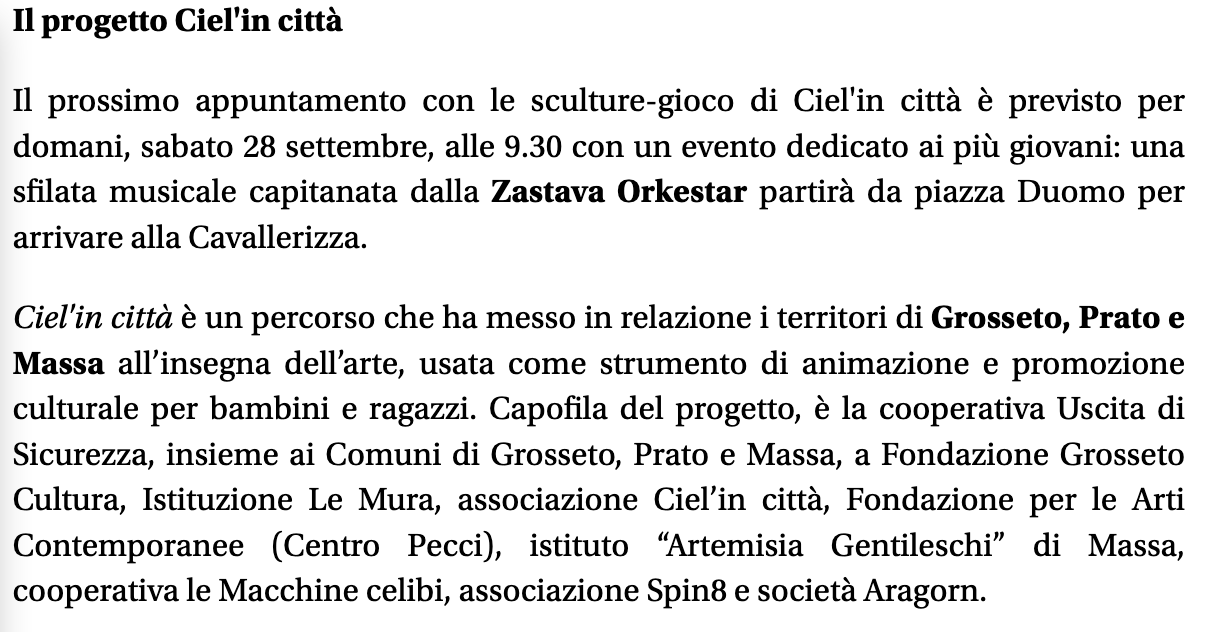 Il progetto Ciel'in città
Il prossimo appuntamento con le sculture-gioco di Ciel'in città è previsto per
domani, sabato 28 settembre, alle 9.30 con un evento dedicato ai più giovani: una
sfilata musicale capitanata dalla Zastava Orkestar partirà da piazza Duomo per
arrivare alla Cavallerizza.
Ciel'in città è un percorso che ha messo in relazione i territori di Grosseto, Prato e
Massa all’insegna dell’arte, usata come strumento di animazione e promozione
culturale per bambini e ragazzi. Capofila del progetto, è la cooperativa Uscita di
Sicurezza, insieme ai Comuni di Grosseto, Prato e Massa, a Fondazione Grosseto
Cultura, Istituzione Le Mura, associazione Ciel’in città, Fondazione per le Arti
Contemporanee (Centro Pecci), istituto “Artemisia Gentileschi” di Massa,
cooperativa le Macchine celibi, associazione Spin8 e società Aragorn.